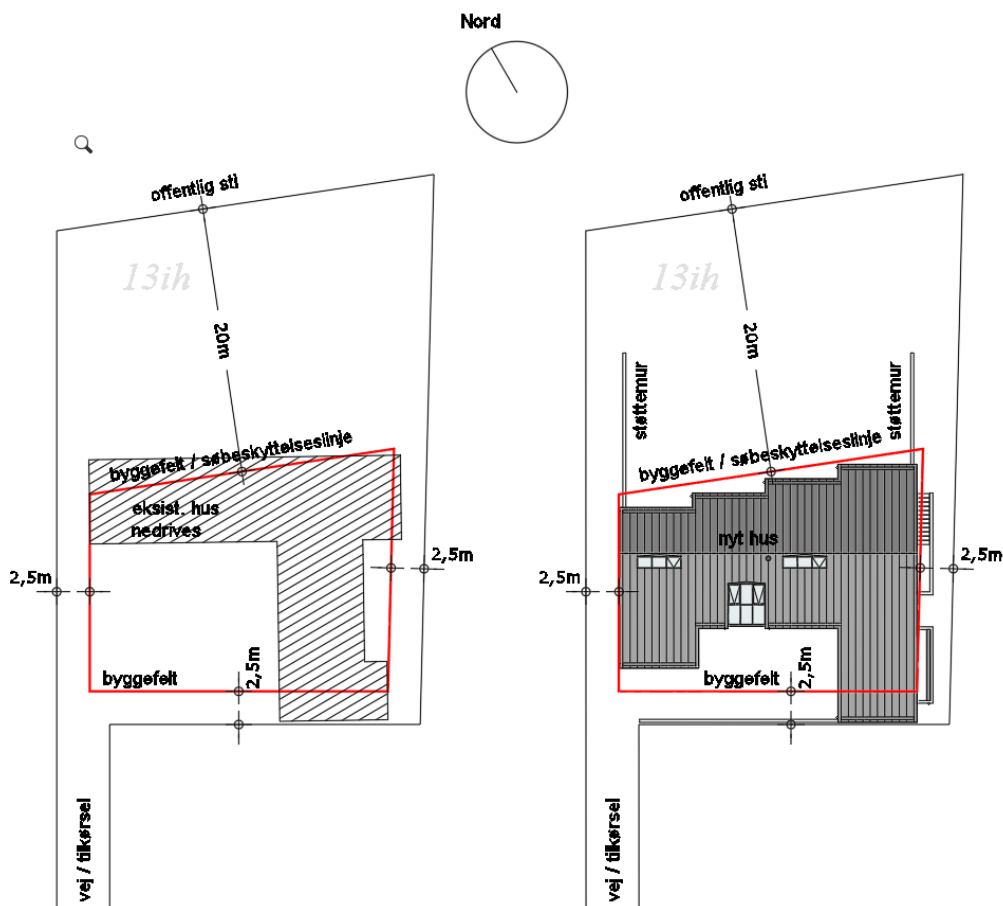 Nord
offentlig sti
13ih
20m
byggefelt / søbeskyttelseslinje
eksist. hus
nedrives
2,5m
2,5m
byggefelt
2,5m
vej / tilkørsel
offentlig sti
13ih
20m
støttemur
støttemur
byggefelt / søbeskyttelseslinje
nyt hus
2,5m
2,5m
byggefelt
2,5m
vej / tilkørsel